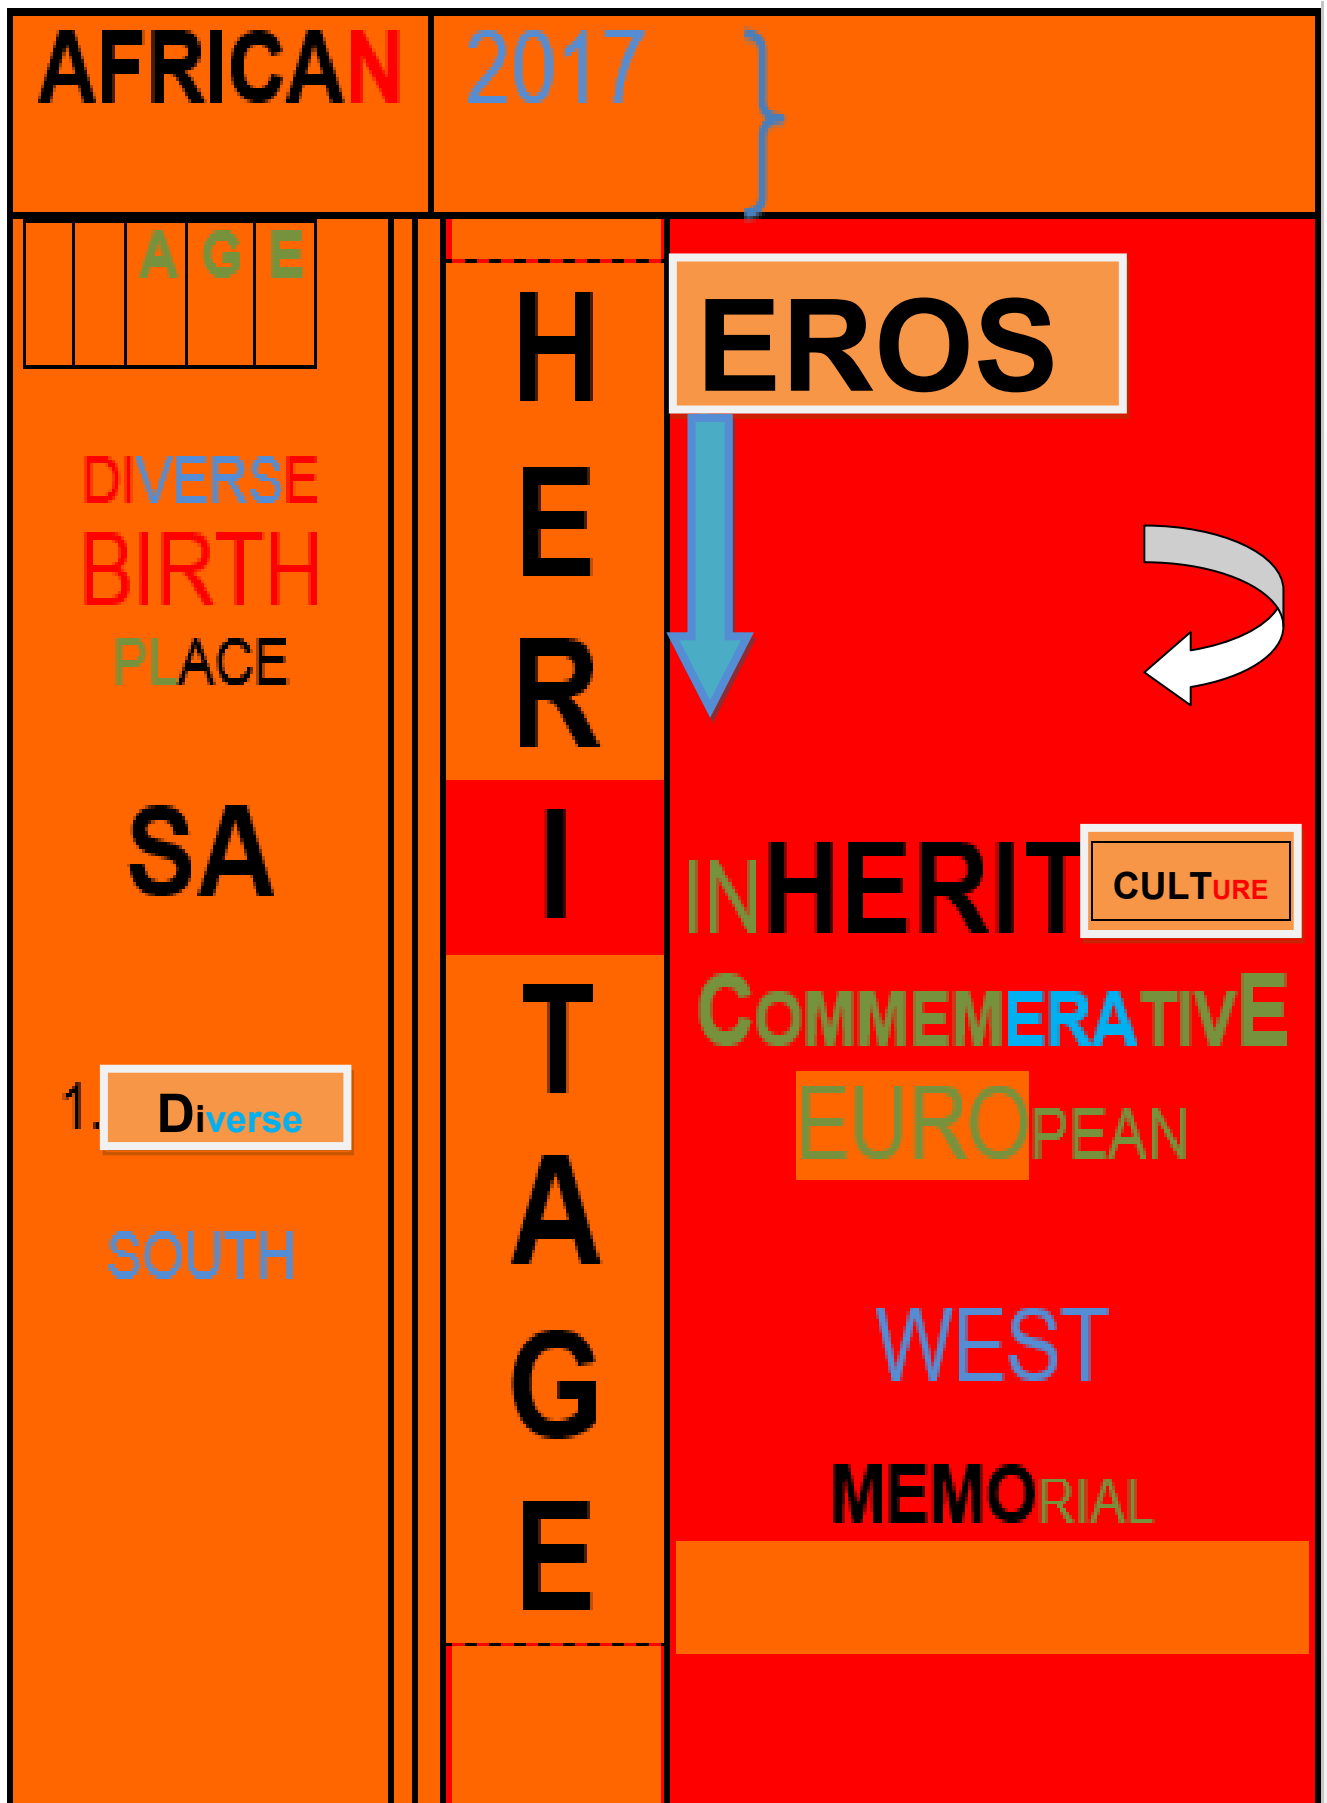 AFRICAN 2017
AGE
DIVERSE
BIRTH
PLACE
SA
1. Diverse
SOUTH
H
E
R
I
T
A
G
E
EROS
INHERIT CULTURE
COMMEMERATIVE
EUROPEAN
WEST
MEMORIAL